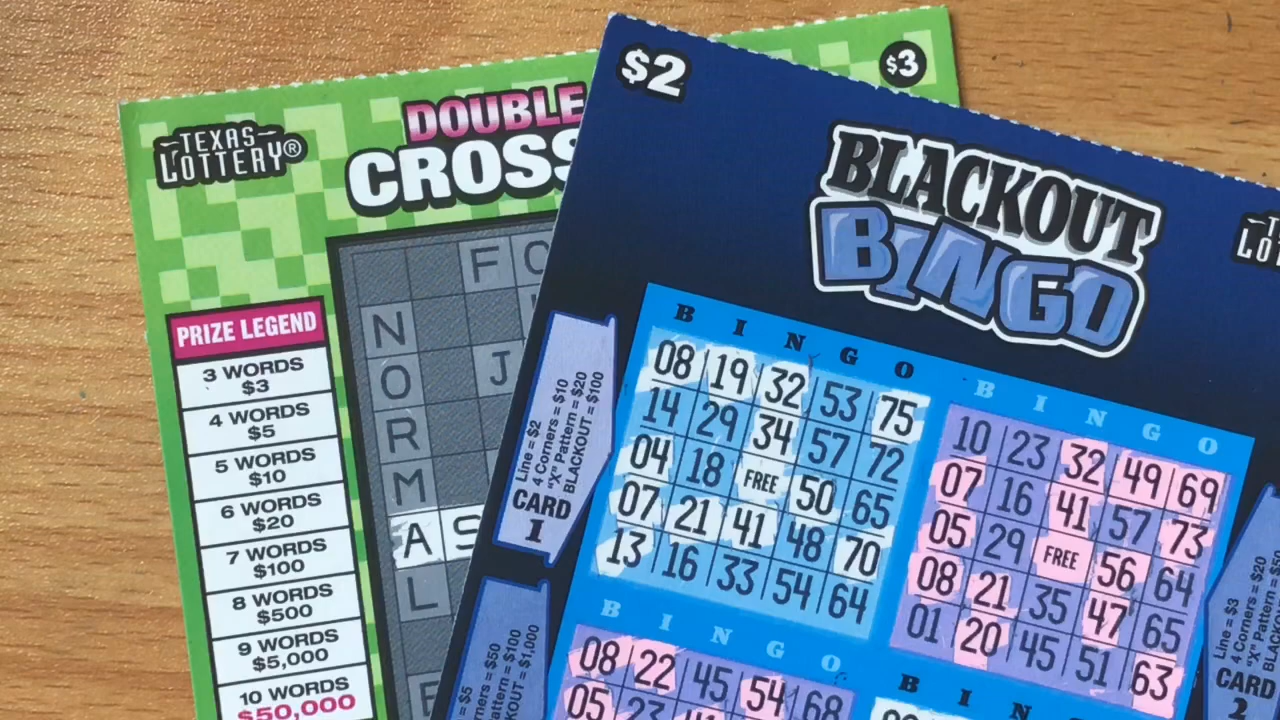 TEXAS
LOTTERY®
DOUBLE
CROSS
$3
PRIZE LEGEND
3 WORDS
$3
4 WORDS
$5
5 WORDS
$10
6 WORDS
$20
7 WORDS
$100
8 WORDS
$500
9 WORDS
$5,000
10 WORDS
$50,000
F
N
O J
R
M
A S
L
$2
BLACKOUT
BINGO
Line = $2
4 Corners = $10
"X" Pattern = $20
BLACKOUT = $100
CARD
1
B I N G O
08 19 32 53 75
14 29 34 57 72
04 18 FREE 50 65
07 21 41 48 70
13 16 33 54 64
B I N G O
10 23 32 49 69
07 16 41 57 73
05 29 FREE 56 64
08 21 35 47 65
01 20 45 51 63
= $5
orners = $50
attern = $100
KOUT = $1,000
B I N G O
08 22 45 54 68
05 23
B I N
Line = $3
4 Corners = $20
CARD
2